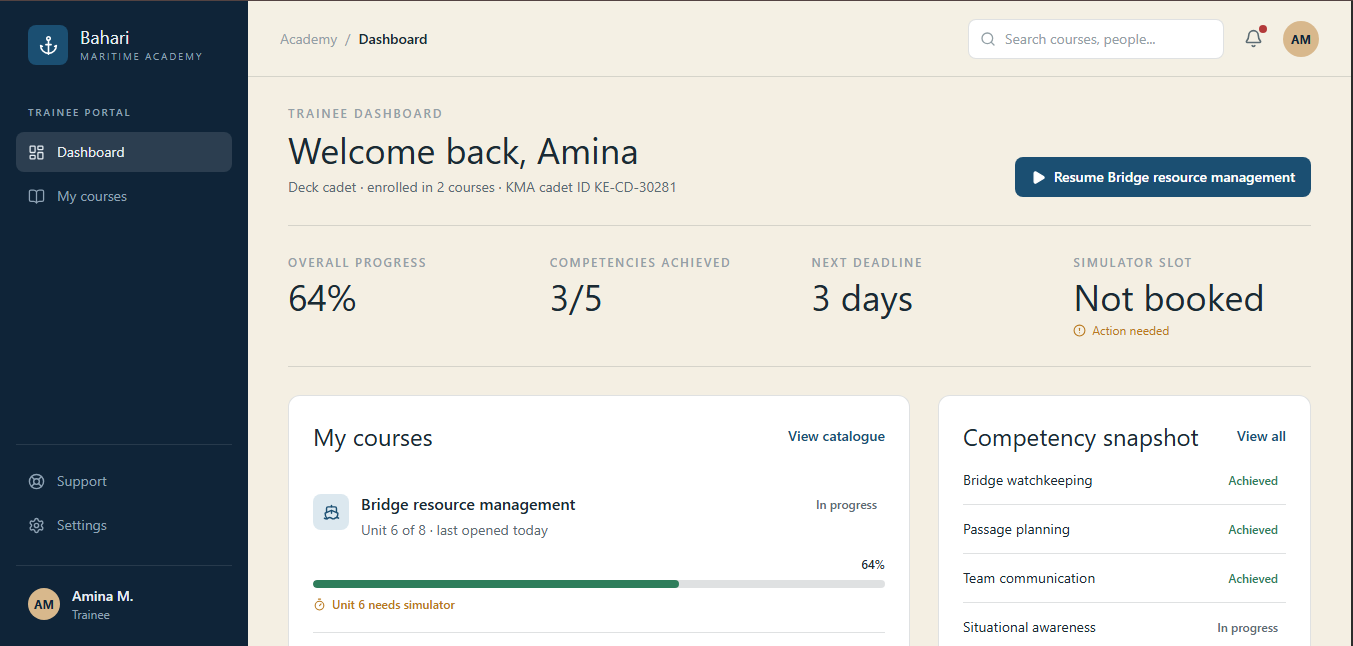 Bahari
MARITIME ACADEMY
TRAINEE PORTAL
Dashboard
My courses
Support
Settings
AM
Amina M.
Trainee
Academy / Dashboard
Search courses, people...
AM
TRAINEE DASHBOARD
Welcome back, Amina
Deck cadet · enrolled in 2 courses · KMA cadet ID KE-CD-30281
Resume Bridge resource management
OVERALL PROGRESS
64%
COMPETENCIES ACHIEVED
3/5
NEXT DEADLINE
3 days
SIMULATOR SLOT
Not booked
Action needed
My courses
View catalogue
Bridge resource management
In progress
Unit 6 of 8 · last opened today
64%
Unit 6 needs simulator
Competency snapshot
View all
Bridge watchkeeping
Achieved
Passage planning
Achieved
Team communication
Achieved
Situational awareness
In progress